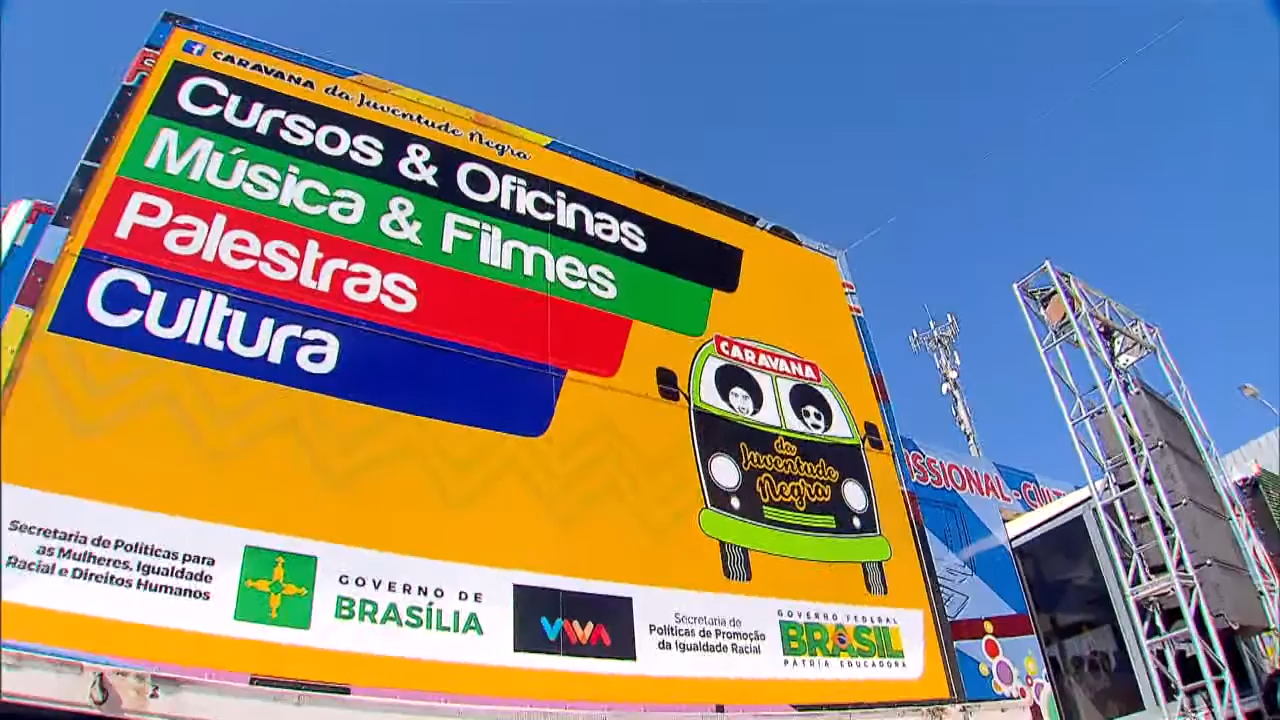 CARAVANA da Juventude Negra
Cursos & Oficinas
Música & Filmes
Palestras
Cultura
CARAVANA
da
Juventude
Negra
Secretaria de Políticas para
as Mulheres, Igualdade
Racial e Direitos Humanos
GOVERNO DE
BRASÍLIA
VIVA
Secretaria de
Políticas de Promoção
da Igualdade Racial
GOVERNO FEDERAL
BRASIL
PÁTRIA EDUCADORA